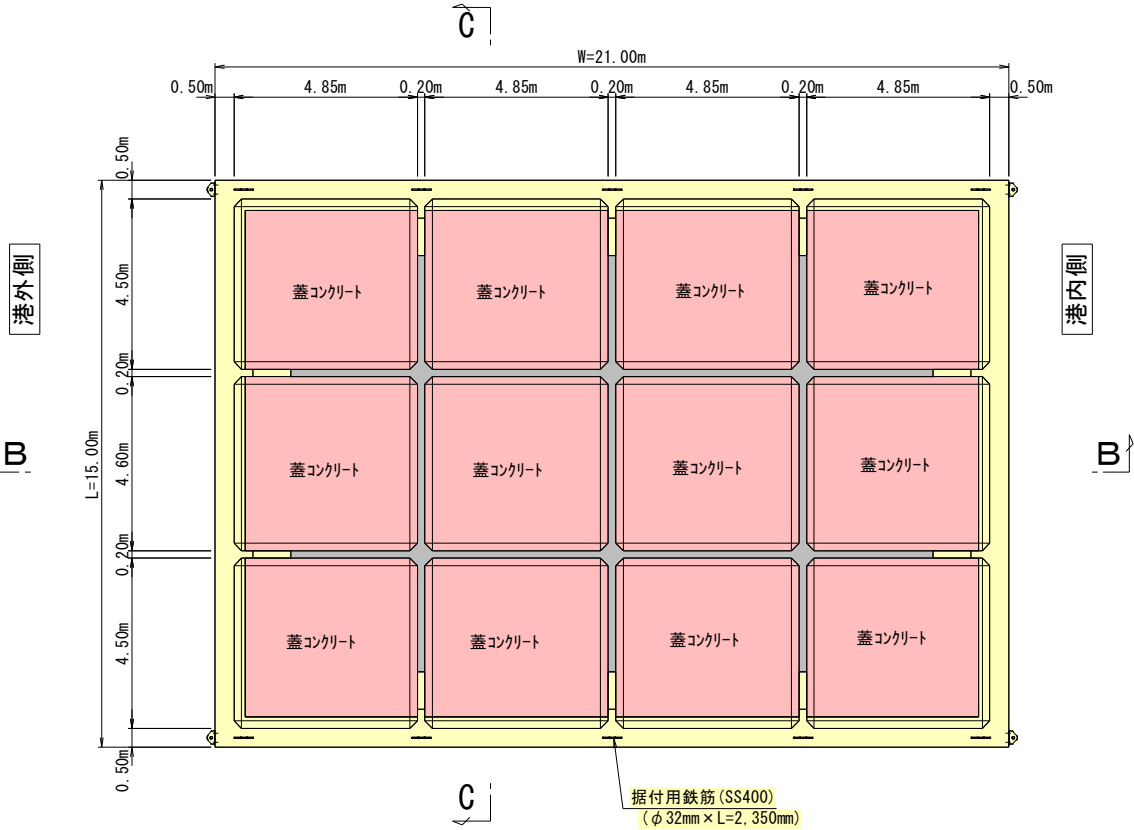 C
W=21.00m
0.50m 4.85m 0.20m 4.85m 0.20m 4.85m 0.20m 4.85m 0.50m
0.50m
4.50m
0.20m
4.60m
0.20m
4.50m
0.50m
L=15.00m
港外側
港内側
蓋コンクリート 蓋コンクリート 蓋コンクリート 蓋コンクリート
B
B
蓋コンクリート 蓋コンクリート 蓋コンクリート 蓋コンクリート
蓋コンクリート 蓋コンクリート 蓋コンクリート 蓋コンクリート
C
据付用鉄筋(SS400)
(φ32mm×L=2,350mm)